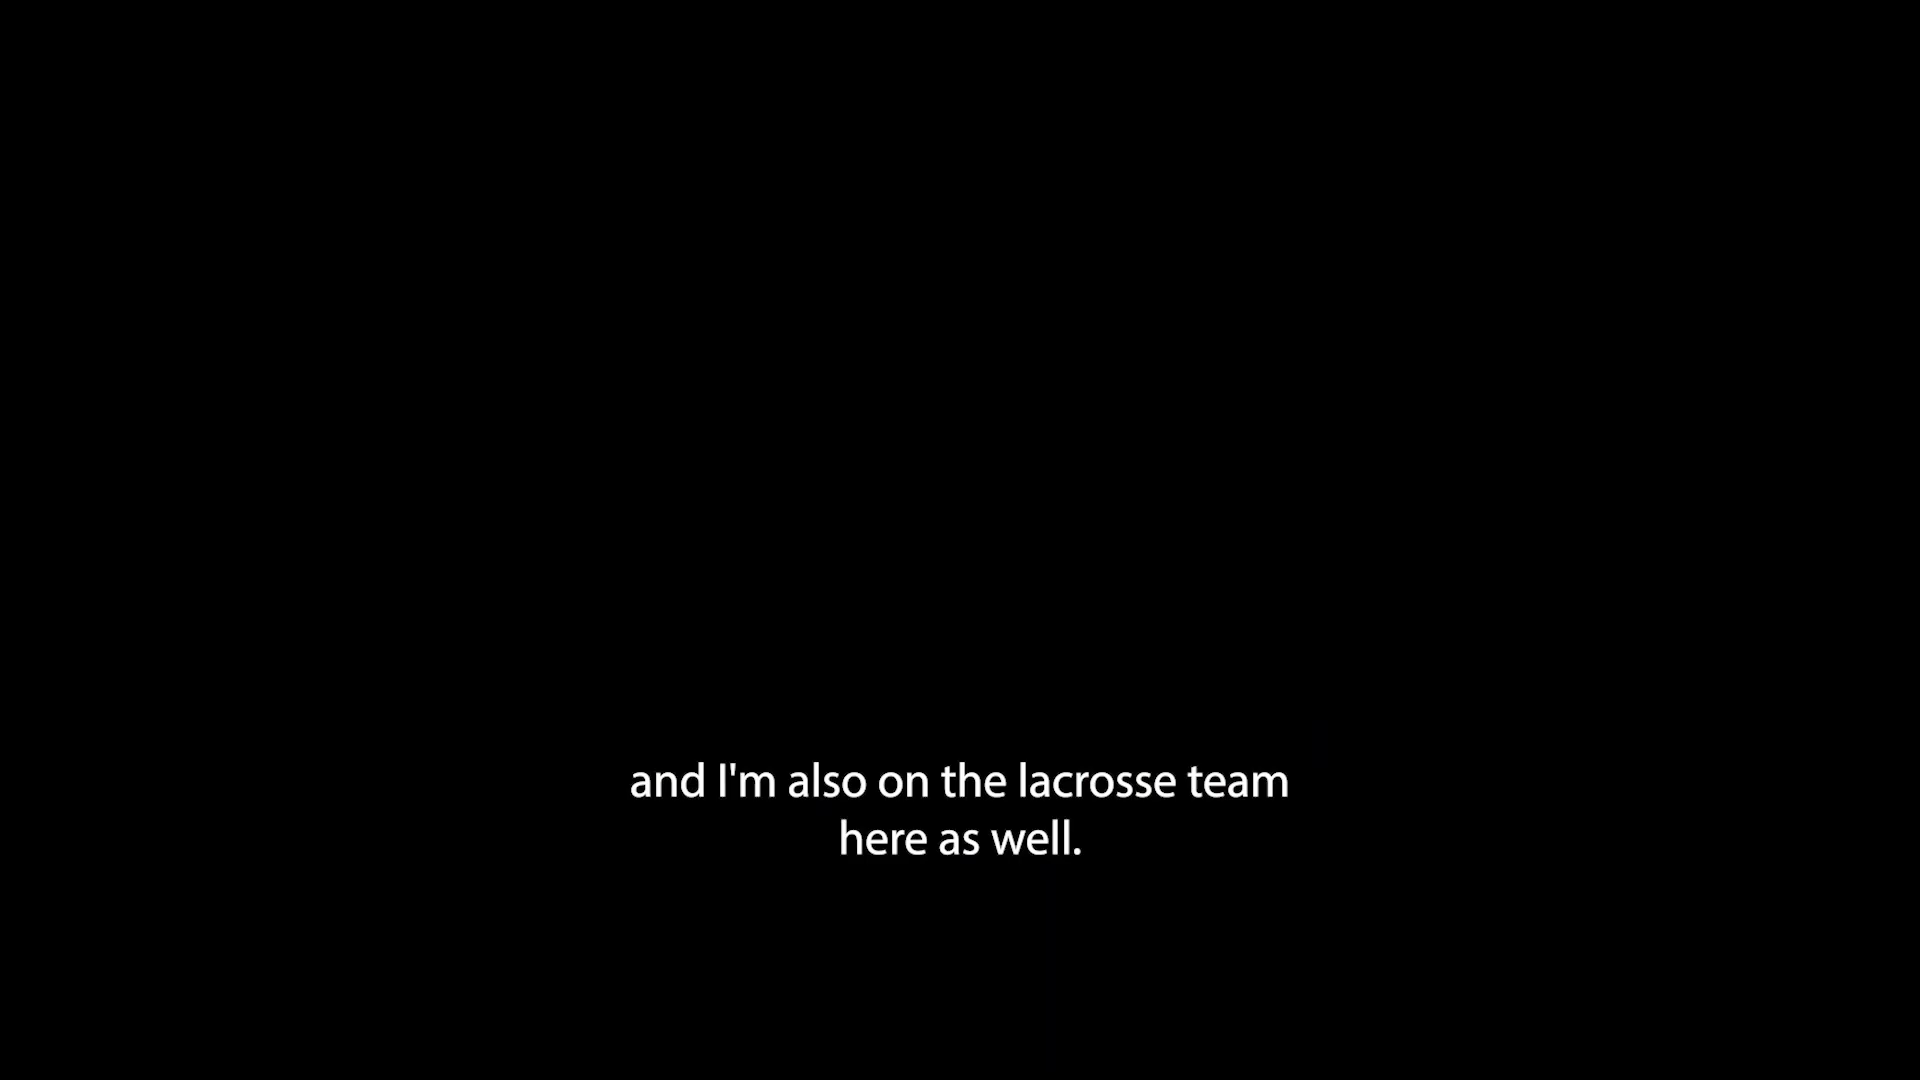 and I'm also on the lacrosse team
here as well.